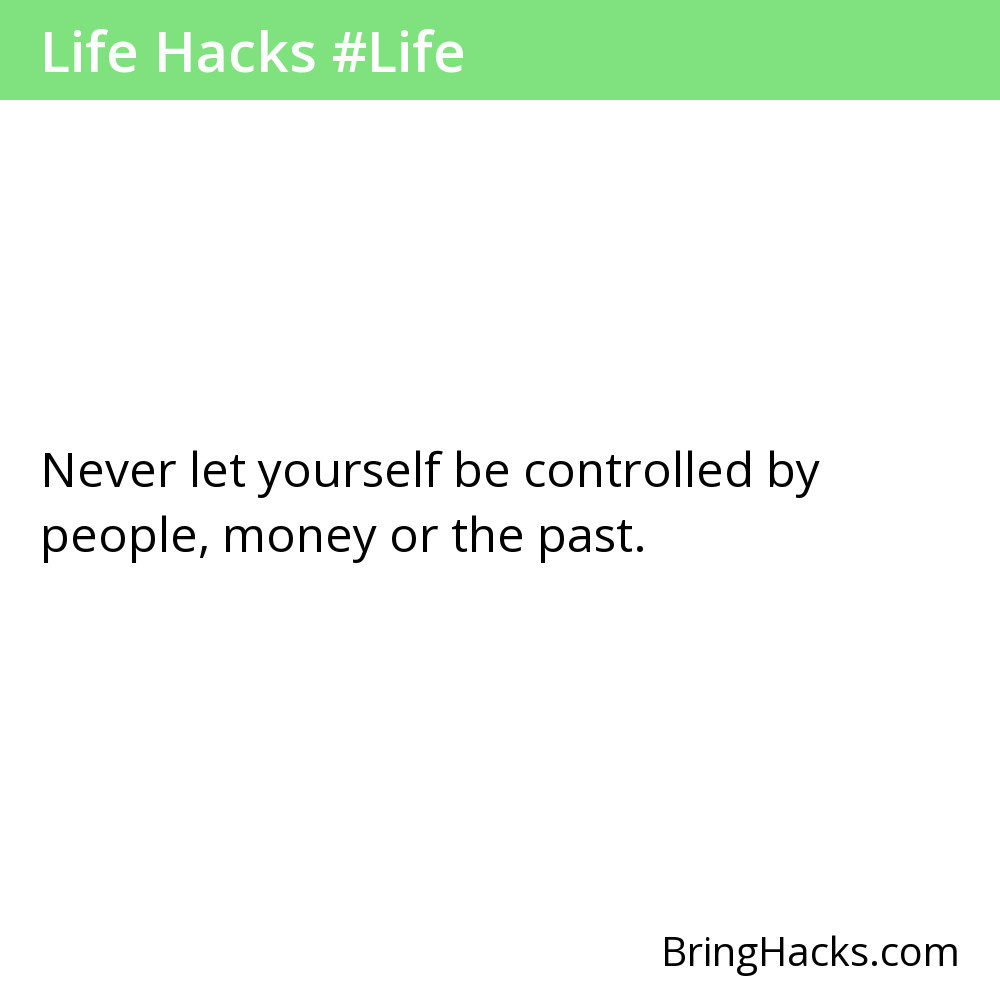 Life Hacks #Life
Never let yourself be controlled by
people, money or the past.
BringHacks.com